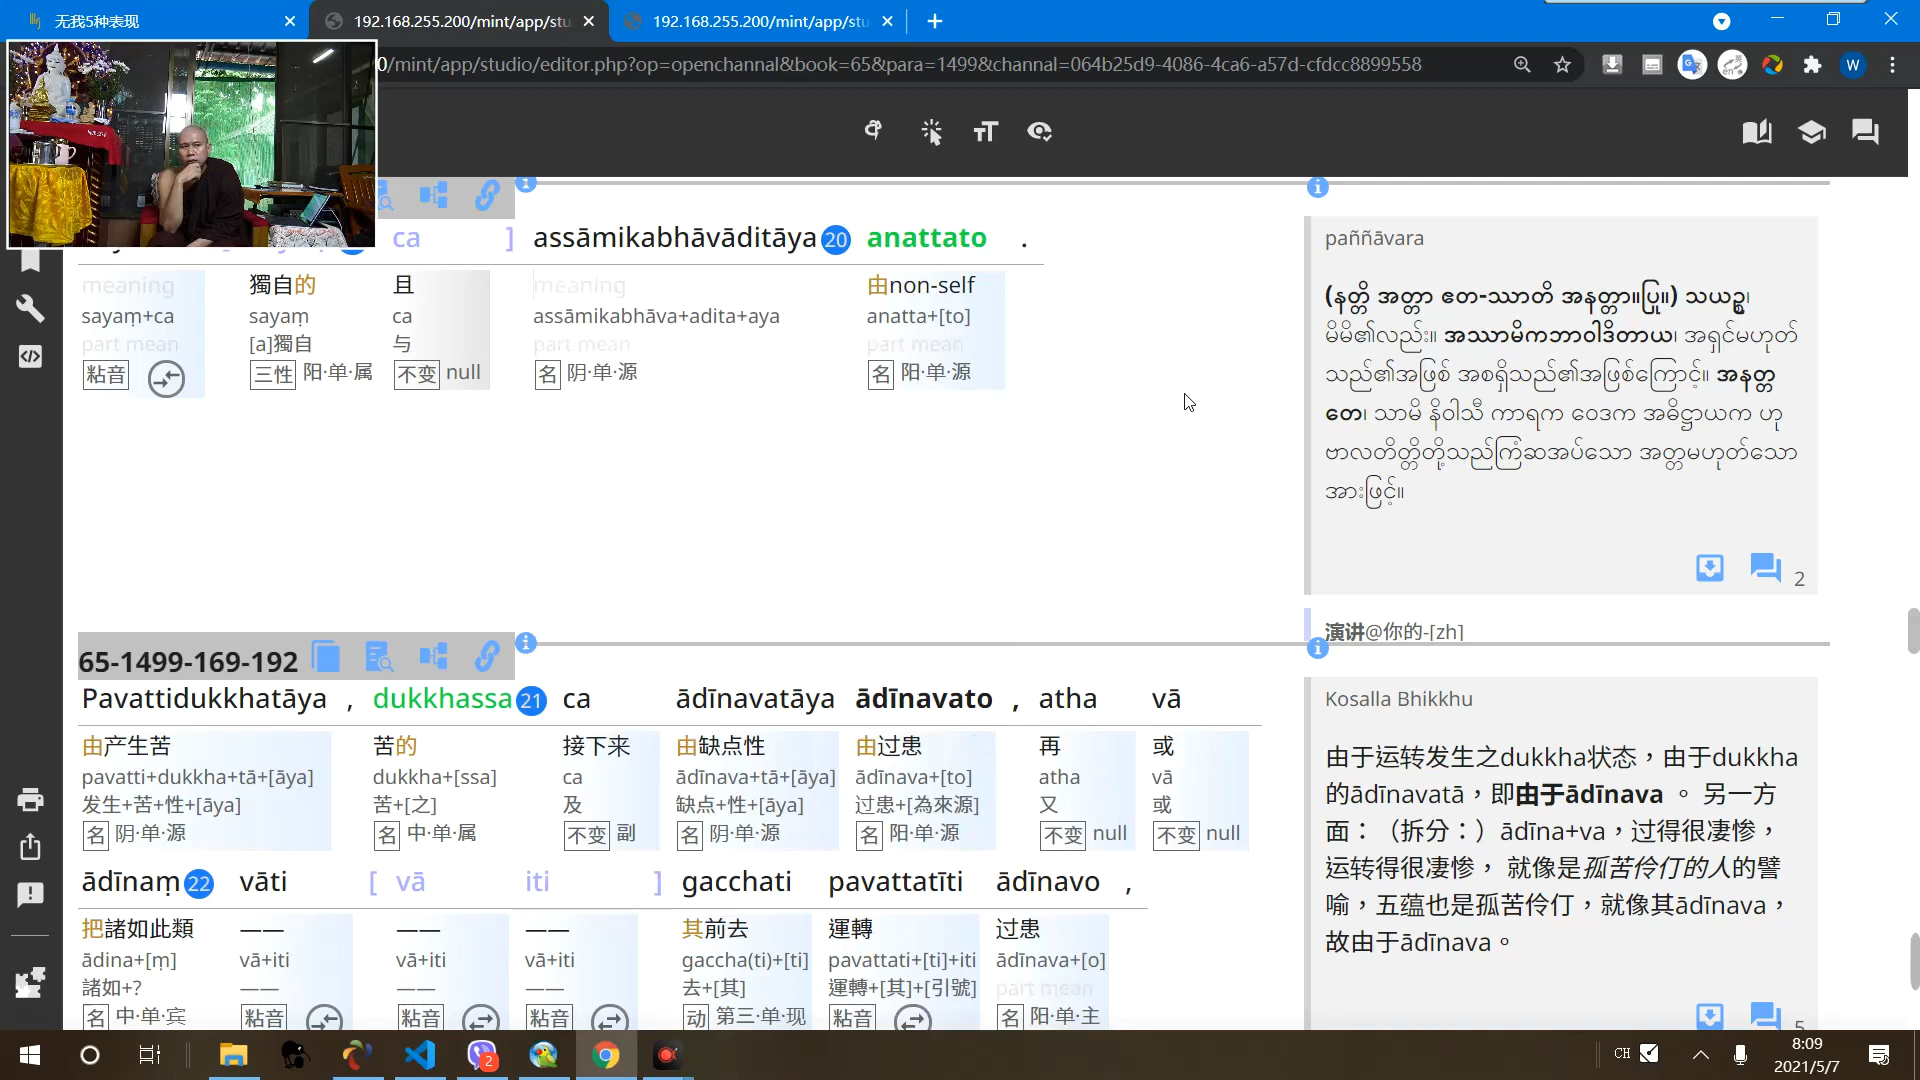 无我5种表现
192.168.255.200/mint/app/stu
192.168.255.200/mint/app/stu
0/mint/app/studio/editor.php?op=openchannal&book=65&para=1499&channal=064b25d9-4086-4ca6-a57d-cfdcc8899558
W
ca ] assāmikabhāvāditāya 20 anattato .
meaning 獨自的 且 meaning 由non-self
sayaṃ+ca sayaṃ ca assāmikabhāva+adita+aya anatta+[to]
part mean [a]獨自 与 part mean part mean
粘音 三性 阳·单·属 不变 null 名 阴·单·源 名 阳·单·源
paññāvara
(နတ္တိ အတ္တာ ဧတ-ဿာတိ အနတ္တာ။ပြု။) သယဉ္စ၊
မိမိ၏လည်း။ အဿာမိကဘာဝါဒိတာယ၊ အရှင်မဟုတ်
သည်၏အဖြစ် အစရှိသည်၏အဖြစ်ကြောင့်။ အနတ္တ
တေ၊ သာမိ နိဝါသီ ကာရက ဝေဒက အဓိဋ္ဌာယက ဟု
ဗာလတိတ္တိတို့သည်ကြံဆအပ်သော အတ္တမဟုတ်သော
အားဖြင့်။
2
演讲@你的-[zh]
65-1499-169-192
Pavattidukkhatāya , dukkhassa 21 ca ādīnavatāya ādīnavato , atha vā
由产生苦 苦的 接下来 由缺点性 由过患 再 或
pavatti+dukkha+tā+[āya] dukkha+[ssa] ca ādīnava+tā+[āya] ādīnava+[to] atha vā
发生+苦+性+[āya] 苦+[之] 及 缺点+性+[āya] 过患+[為來源] 又 或
名 阴·单·源 名 中·单·属 不变 副 名 阴·单·源 名 阳·单·源 不变 null 不变 null
ādīnaṃ 22 vāti [ vā iti ] gacchati pavattatīti ādīnavo ,
把諸如此類 —— —— —— 其前去 運轉 过患
ādina+[ṃ] vā+iti vā+iti vā+iti gaccha(ti)+[ti] pavattati+[ti]+iti ādīnava+[o]
諸如+? —— —— —— 去+[其] 運轉+[其]+[引號] part mean
名 中·单·宾 粘音 粘音 粘音 动 第三·单·现 粘音 名 阳·单·主
Kosalla Bhikkhu
由于运转发生之dukkha状态，由于dukkha
的ādīnavatā，即由于ādīnava 。 另一方
面：（拆分：）ādīna+va，过得很凄惨，
运转得很凄惨， 就像是孤苦伶仃的人的譬
喻，五蕴也是孤苦伶仃，就像其ādīnava，
故由于ādīnava。
5
2
CH
8:09
2021/5/7